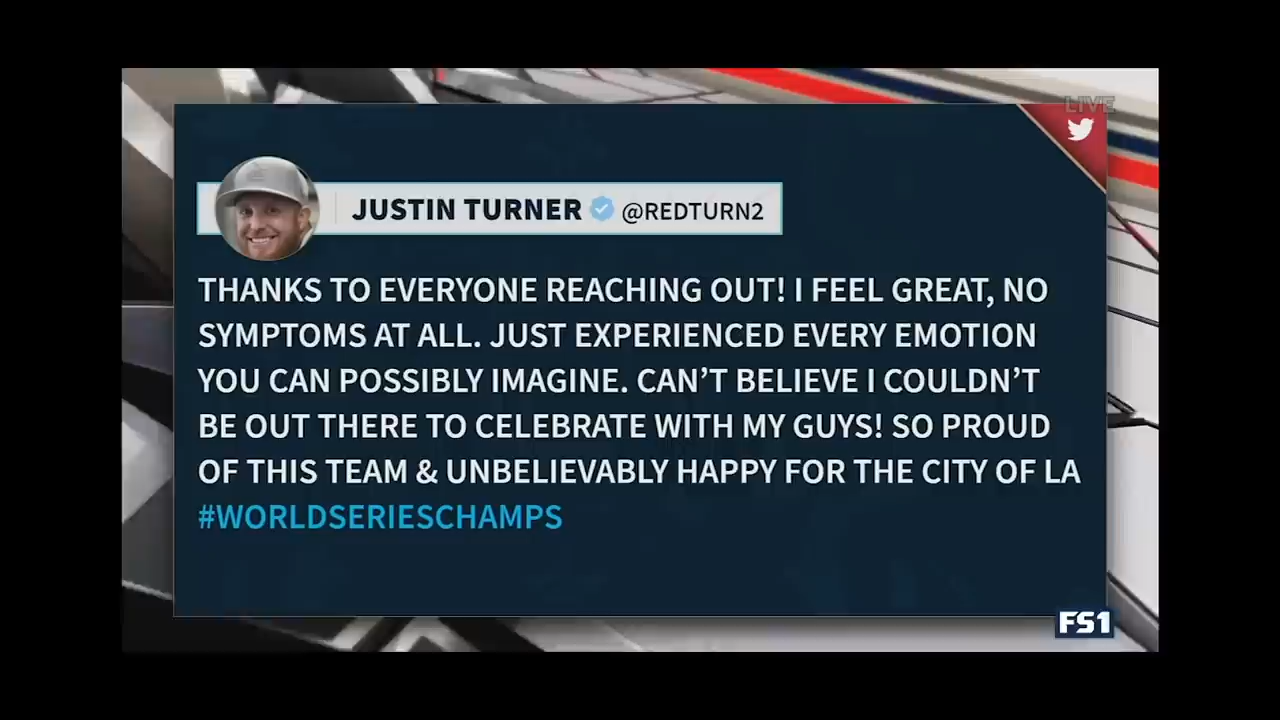 LIVE
JUSTIN TURNER @REDTURN2
THANKS TO EVERYONE REACHING OUT! I FEEL GREAT, NO
SYMPTOMS AT ALL. JUST EXPERIENCED EVERY EMOTION
YOU CAN POSSIBLY IMAGINE. CAN’T BELIEVE I COULDN’T
BE OUT THERE TO CELEBRATE WITH MY GUYS! SO PROUD
OF THIS TEAM & UNBELIEVABLY HAPPY FOR THE CITY OF LA
#WORLDSERIESCHAMPS
FS1